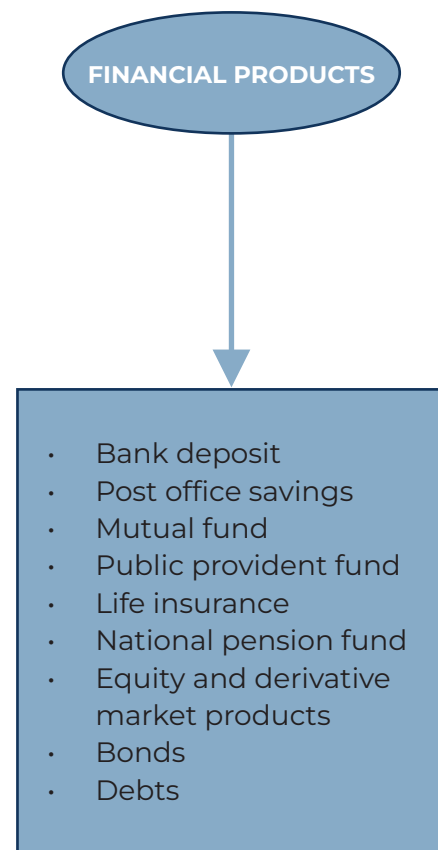 FINANCIAL PRODUCTS
· Bank deposit
· Post office savings
· Mutual fund
· Public provident fund
· Life insurance
· National pension fund
· Equity and derivative
market products
· Bonds
· Debts